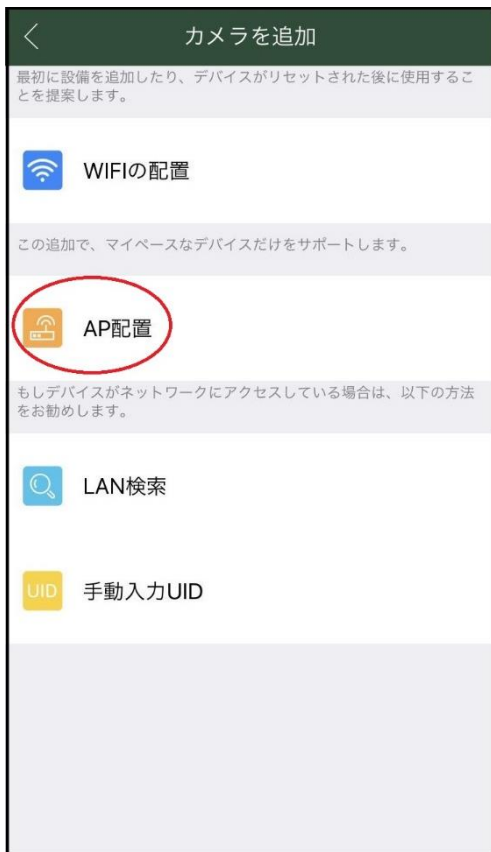 カメラを追加
最初に設備を追加したり、デバイスがリセットされた後に使用するこ
とを提案します。
WIFIの配置
この追加で、マイペースなデバイスだけをサポートします。
AP配置
もしデバイスがネットワークにアクセスしている場合は、以下の方法
をお勧めします。
LAN検索
UID
手動入力UID